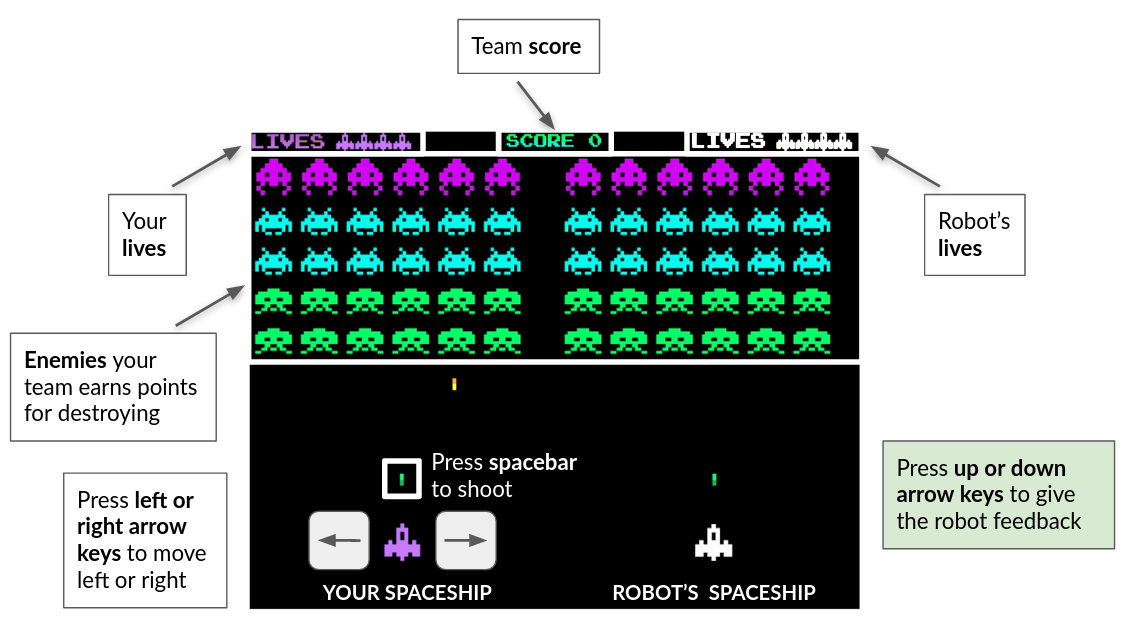 Team score
LIVES
SCORE 0
LIVES
Your
lives
Robot's
lives
Enemies your
team earns points
for destroying
Press spacebar
to shoot
Press left or
right arrow
keys to move
left or right
Press up or down
arrow keys to give
the robot feedback
YOUR SPACESHIP
ROBOT'S SPACESHIP